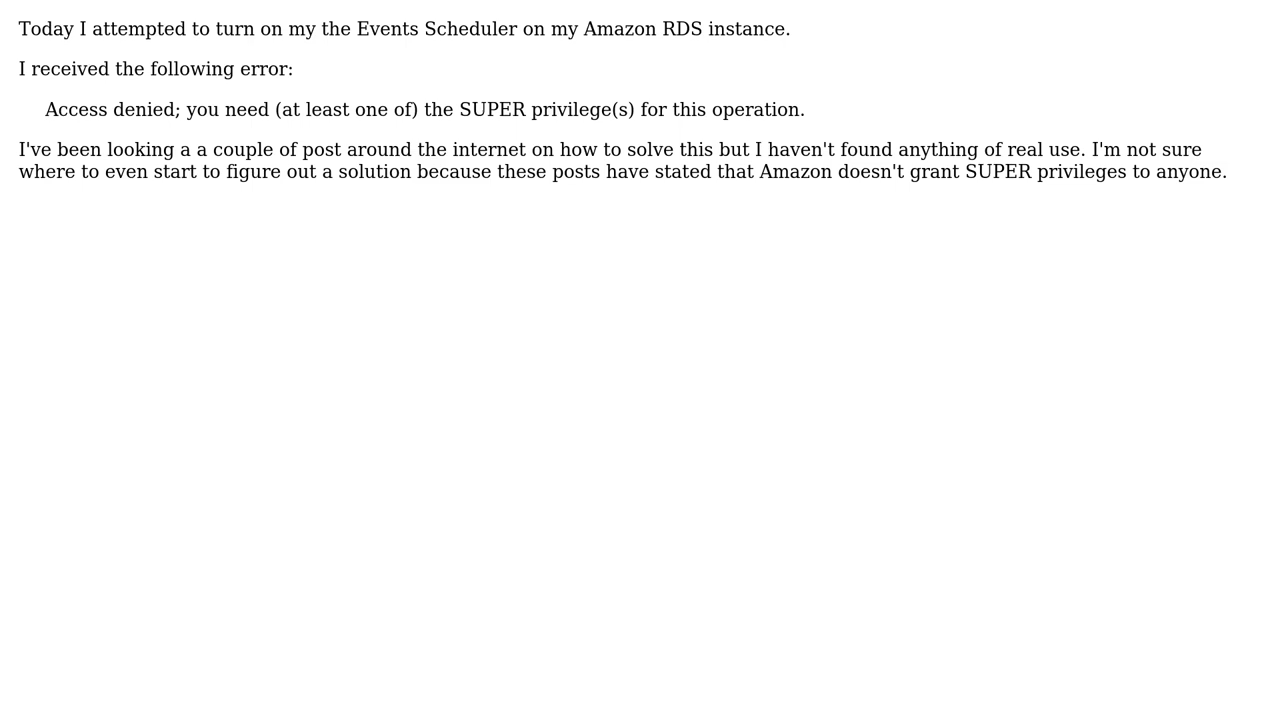 Today I attempted to turn on my the Events Scheduler on my Amazon RDS instance.
I received the following error:
Access denied; you need (at least one of) the SUPER privilege(s) for this operation.
I've been looking a a couple of post around the internet on how to solve this but I haven't found anything of real use. I'm not sure
where to even start to figure out a solution because these posts have stated that Amazon doesn't grant SUPER privileges to anyone.